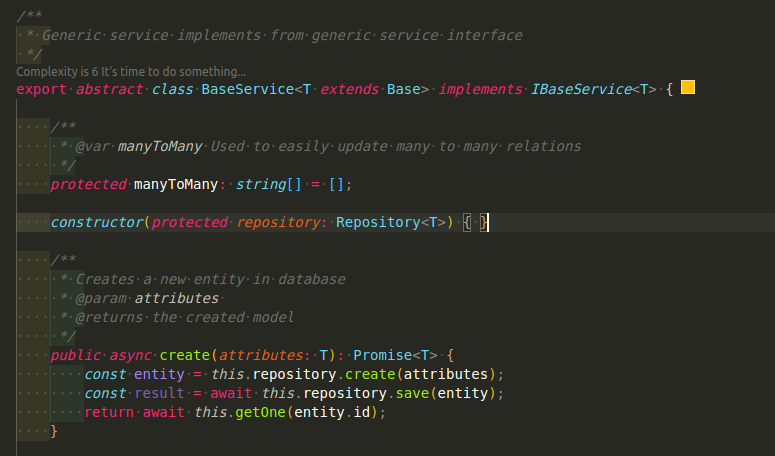 /**
 * Generic service implements from generic service interface
 */
Complexity is 6 It's time to do something...
export abstract class BaseService<T extends Base> implements IBaseService<T> {
    /**
     * @var manyToMany Used to easily update many to many relations
     */
    protected manyToMany: string[] = [];
    constructor(protected repository: Repository<T>) { }
    /**
     * Creates a new entity in database
     * @param attributes
     * @returns the created model
     */
    public async create(attributes: T): Promise<T> {
        const entity = this.repository.create(attributes);
        const result = await this.repository.save(entity);
        return await this.getOne(entity.id);
    }